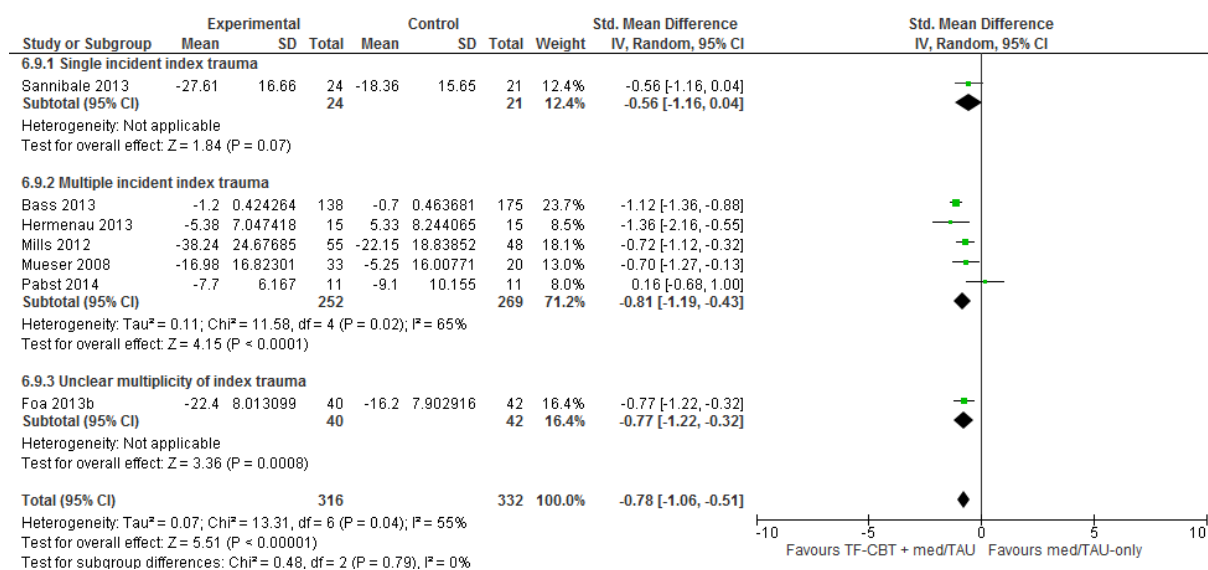 Experimental Control Std. Mean Difference Std. Mean Difference
Study or Subgroup Mean SD Total Mean SD Total Weight IV, Random, 95% CI IV, Random, 95% CI
6.9.1 Single incident index trauma
Sannibale 2013 -27.61 16.66 24 -18.36 15.65 21 12.4% -0.56 [-1.16, 0.04]
Subtotal (95% CI) 24 21 12.4% -0.56 [-1.16, 0.04]
Heterogeneity: Not applicable
Test for overall effect: Z = 1.84 (P = 0.07)
6.9.2 Multiple incident index trauma
Bass 2013 -1.2 0.424264 138 -0.7 0.463681 175 23.7% -1.12 [-1.36, -0.88]
Hermenau 2013 -5.38 7.047418 15 5.33 8.244065 15 8.5% -1.36 [-2.16, -0.55]
Mills 2012 -38.24 24.67685 55 -22.15 18.83852 48 18.1% -0.72 [-1.12, -0.32]
Mueser 2008 -16.98 16.82301 33 -5.25 16.00771 20 13.0% -0.70 [-1.27, -0.13]
Pabst 2014 -7.7 6.167 11 -9.1 10.155 11 8.0% 0.16 [-0.68, 1.00]
Subtotal (95% CI) 252 269 71.2% -0.81 [-1.19, -0.43]
Heterogeneity: Tau² = 0.11; Chi² = 11.58, df = 4 (P = 0.02); I² = 65%
Test for overall effect: Z = 4.15 (P < 0.0001)
6.9.3 Unclear multiplicity of index trauma
Foa 2013b -22.4 8.013099 40 -16.2 7.902916 42 16.4% -0.77 [-1.22, -0.32]
Subtotal (95% CI) 40 42 16.4% -0.77 [-1.22, -0.32]
Heterogeneity: Not applicable
Test for overall effect: Z = 3.36 (P = 0.0008)
Total (95% CI) 316 332 100.0% -0.78 [-1.06, -0.51]
Heterogeneity: Tau² = 0.07; Chi² = 13.31, df = 6 (P = 0.04); I² = 55%
Test for overall effect: Z = 5.51 (P < 0.00001)
Test for subgroup differences: Chi² = 0.48, df = 2 (P = 0.79), I² = 0%
-10 -5 0 5 10
Favours TF-CBT + med/TAU Favours med/TAU-only